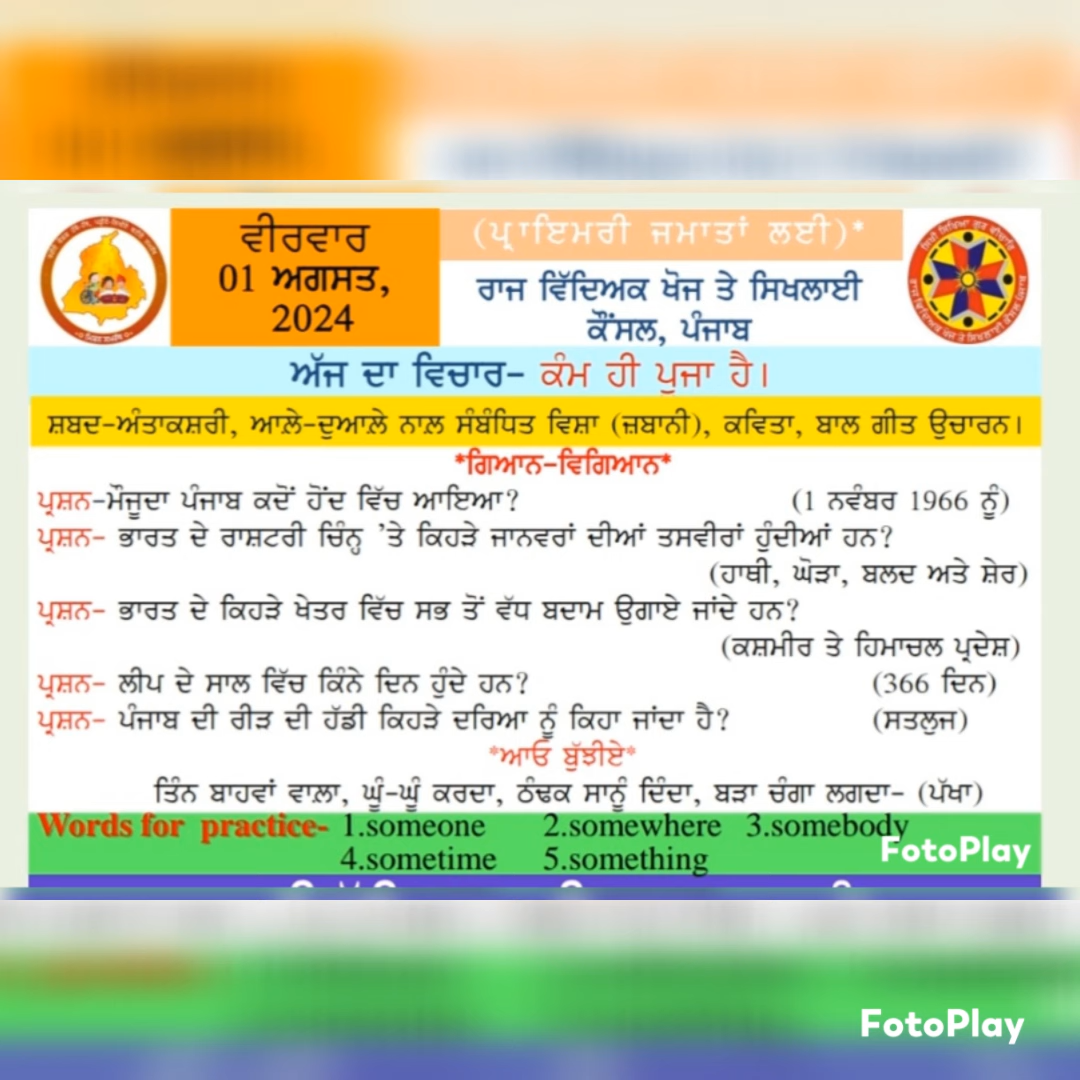 ਵੀਰਵਾਰ
01 ਅਗਸਤ,
2024
(ਪ੍ਰਾਇਮਰੀ ਜਮਾਤਾਂ ਲਈ)*
ਰਾਜ ਵਿੱਦਿਅਕ ਖੋਜ ਤੇ ਸਿਖਲਾਈ
ਕੌਂਸਲ, ਪੰਜਾਬ
ਅੱਜ ਦਾ ਵਿਚਾਰ- ਕੰਮ ਹੀ ਪੂਜਾ ਹੈ।
ਸ਼ਬਦ-ਅੰਤਾਕਸ਼ਰੀ, ਆਲ਼ੇ-ਦੁਆਲ਼ੇ ਨਾਲ਼ ਸੰਬੰਧਿਤ ਵਿਸ਼ਾ (ਜ਼ਬਾਨੀ), ਕਵਿਤਾ, ਬਾਲ ਗੀਤ ਉਚਾਰਨ।
*ਗਿਆਨ-ਵਿਗਿਆਨ*
ਪ੍ਰਸ਼ਨ-ਮੌਜੂਦਾ ਪੰਜਾਬ ਕਦੋਂ ਹੋਂਦ ਵਿੱਚ ਆਇਆ? (1 ਨਵੰਬਰ 1966 ਨੂੰ)
ਪ੍ਰਸ਼ਨ- ਭਾਰਤ ਦੇ ਰਾਸ਼ਟਰੀ ਚਿੰਨ੍ਹ 'ਤੇ ਕਿਹੜੇ ਜਾਨਵਰਾਂ ਦੀਆਂ ਤਸਵੀਰਾਂ ਹੁੰਦੀਆਂ ਹਨ?
(ਹਾਥੀ, ਘੋੜਾ, ਬਲਦ ਅਤੇ ਸ਼ੇਰ)
ਪ੍ਰਸ਼ਨ- ਭਾਰਤ ਦੇ ਕਿਹੜੇ ਖੇਤਰ ਵਿੱਚ ਸਭ ਤੋਂ ਵੱਧ ਬਦਾਮ ਉਗਾਏ ਜਾਂਦੇ ਹਨ?
(ਕਸ਼ਮੀਰ ਤੇ ਹਿਮਾਚਲ ਪ੍ਰਦੇਸ਼)
ਪ੍ਰਸ਼ਨ- ਲੀਪ ਦੇ ਸਾਲ ਵਿੱਚ ਕਿੰਨੇ ਦਿਨ ਹੁੰਦੇ ਹਨ? (366 ਦਿਨ)
ਪ੍ਰਸ਼ਨ- ਪੰਜਾਬ ਦੀ ਰੀੜ ਦੀ ਹੱਡੀ ਕਿਹੜੇ ਦਰਿਆ ਨੂੰ ਕਿਹਾ ਜਾਂਦਾ ਹੈ? (ਸਤਲੁਜ)
*ਆਓ ਬੁੱਝੀਏ*
ਤਿੰਨ ਬਾਹਵਾਂ ਵਾਲ਼ਾ, ਘੂੰ-ਘੂੰ ਕਰਦਾ, ਠੰਢਕ ਸਾਨੂੰ ਦਿੰਦਾ, ਬੜਾ ਚੰਗਾ ਲਗਦਾ- (ਪੱਖਾ)
Words for practice- 1.someone 2.somewhere 3.somebody
4.sometime 5.something
FotoPlay
FotoPlay